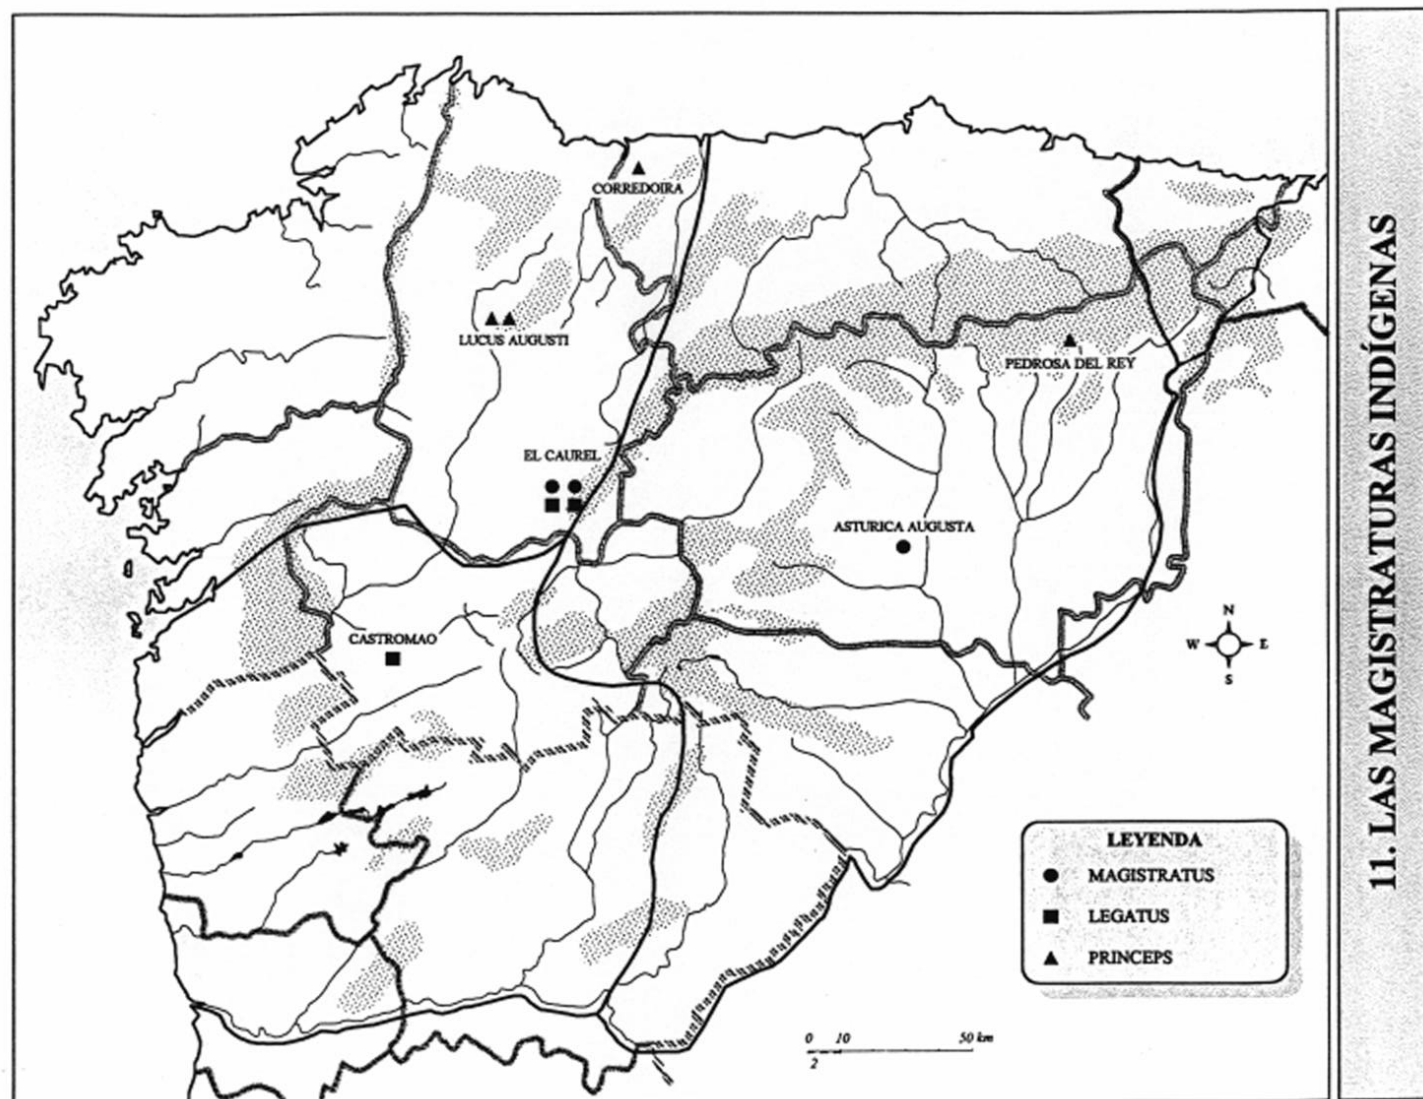 CORREDOIRA
LUCUS AUGUSTI
PEDROSA DEL REY
EL CAUREL
ASTURICA AUGUSTA
CASTROMAO
N
W E
S
LEYENDA
MAGISTRATUS
LEGATUS
PRINCEPS
0 10 50 km
2
11. LAS MAGISTRATURAS INDÍGENAS